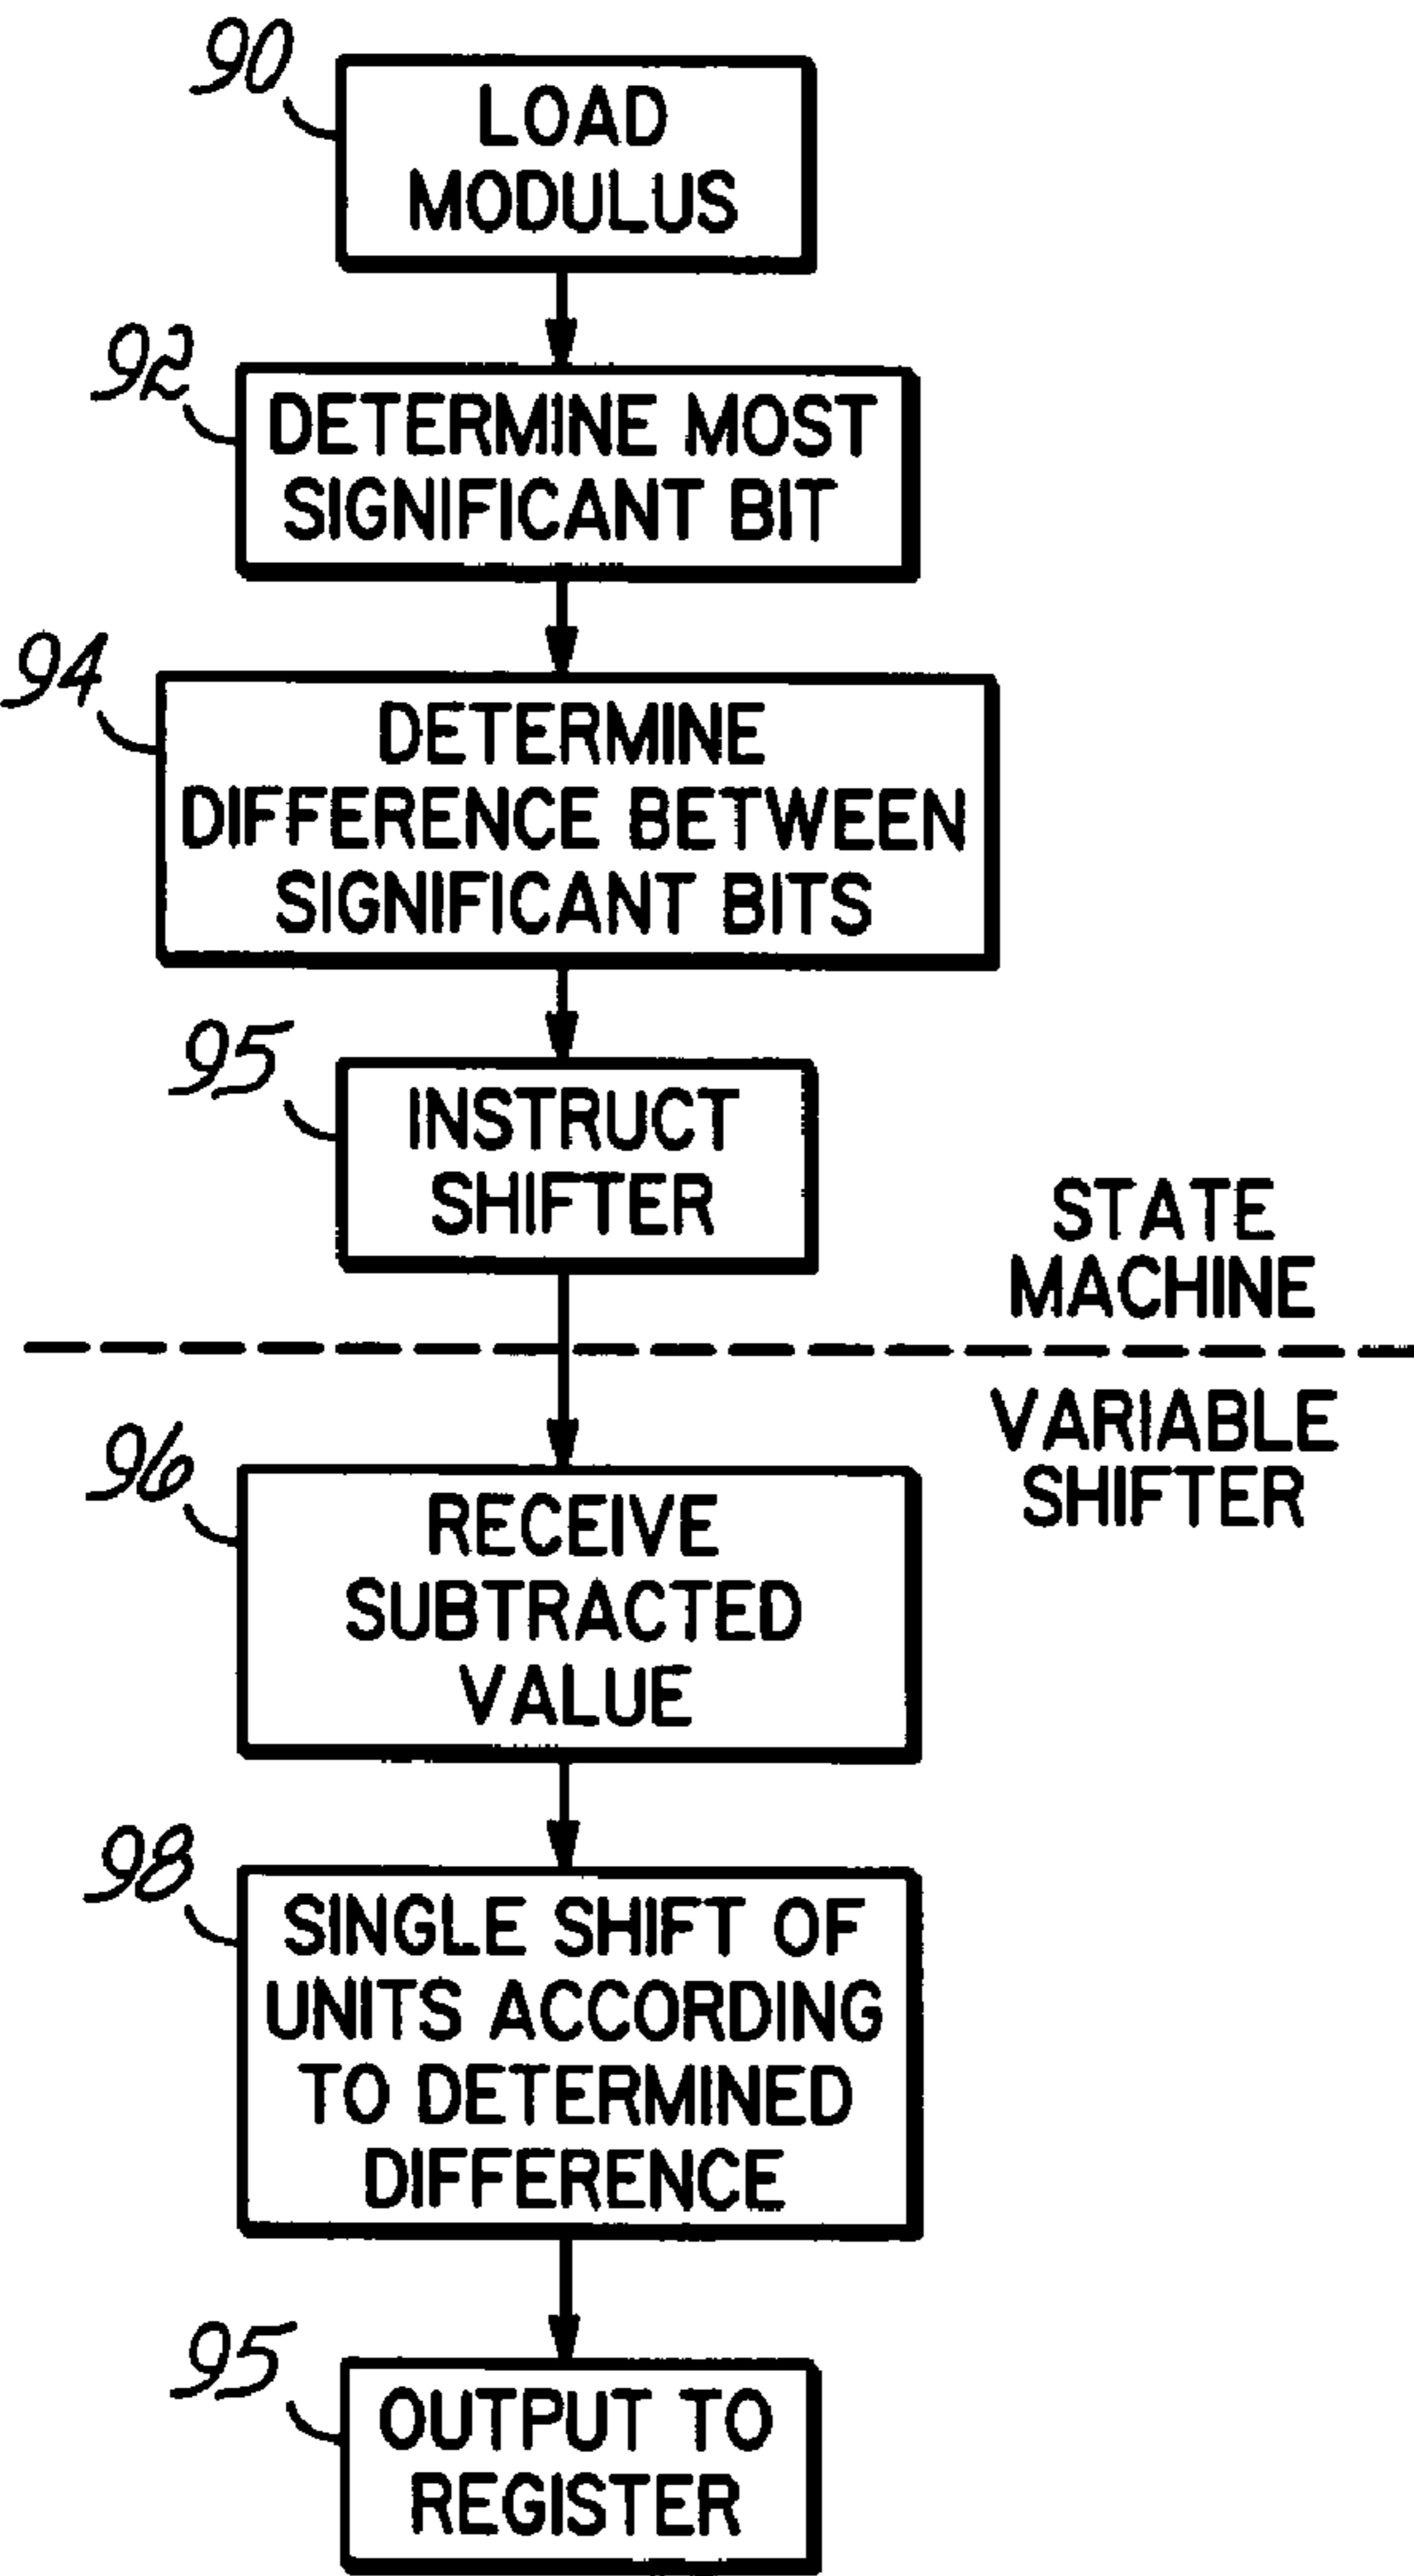 90
LOAD
MODULUS
92
DETERMINE MOST
SIGNIFICANT BIT
94
DETERMINE
DIFFERENCE BETWEEN
SIGNIFICANT BITS
95
INSTRUCT
SHIFTER
STATE
MACHINE
VARIABLE
SHIFTER
96
RECEIVE
SUBTRACTED
VALUE
98
SINGLE SHIFT OF
UNITS ACCORDING
TO DETERMINED
DIFFERENCE
95
OUTPUT TO
REGISTER